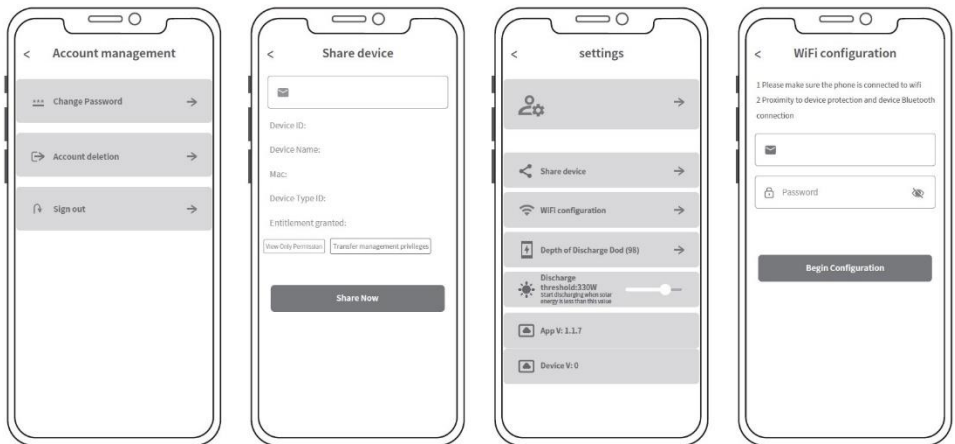 < Account management
Change Password
Account deletion
Sign out
< Share device
Device ID:
Device Name:
Mac:
Device Type ID:
Entitlement granted:
View Only Permission Transfer management privileges
Share Now
< settings
Share device
WiFi configuration
Depth of Discharge Dod (98)
Discharge
threshold:330W
Start discharging when solar
energy is less than this value
App V: 1.1.7
Device V: 0
< WiFi configuration
1 Please make sure the phone is connected to wifi
2 Proximity to device protection and device Bluetooth
connection
Password
Begin Configuration